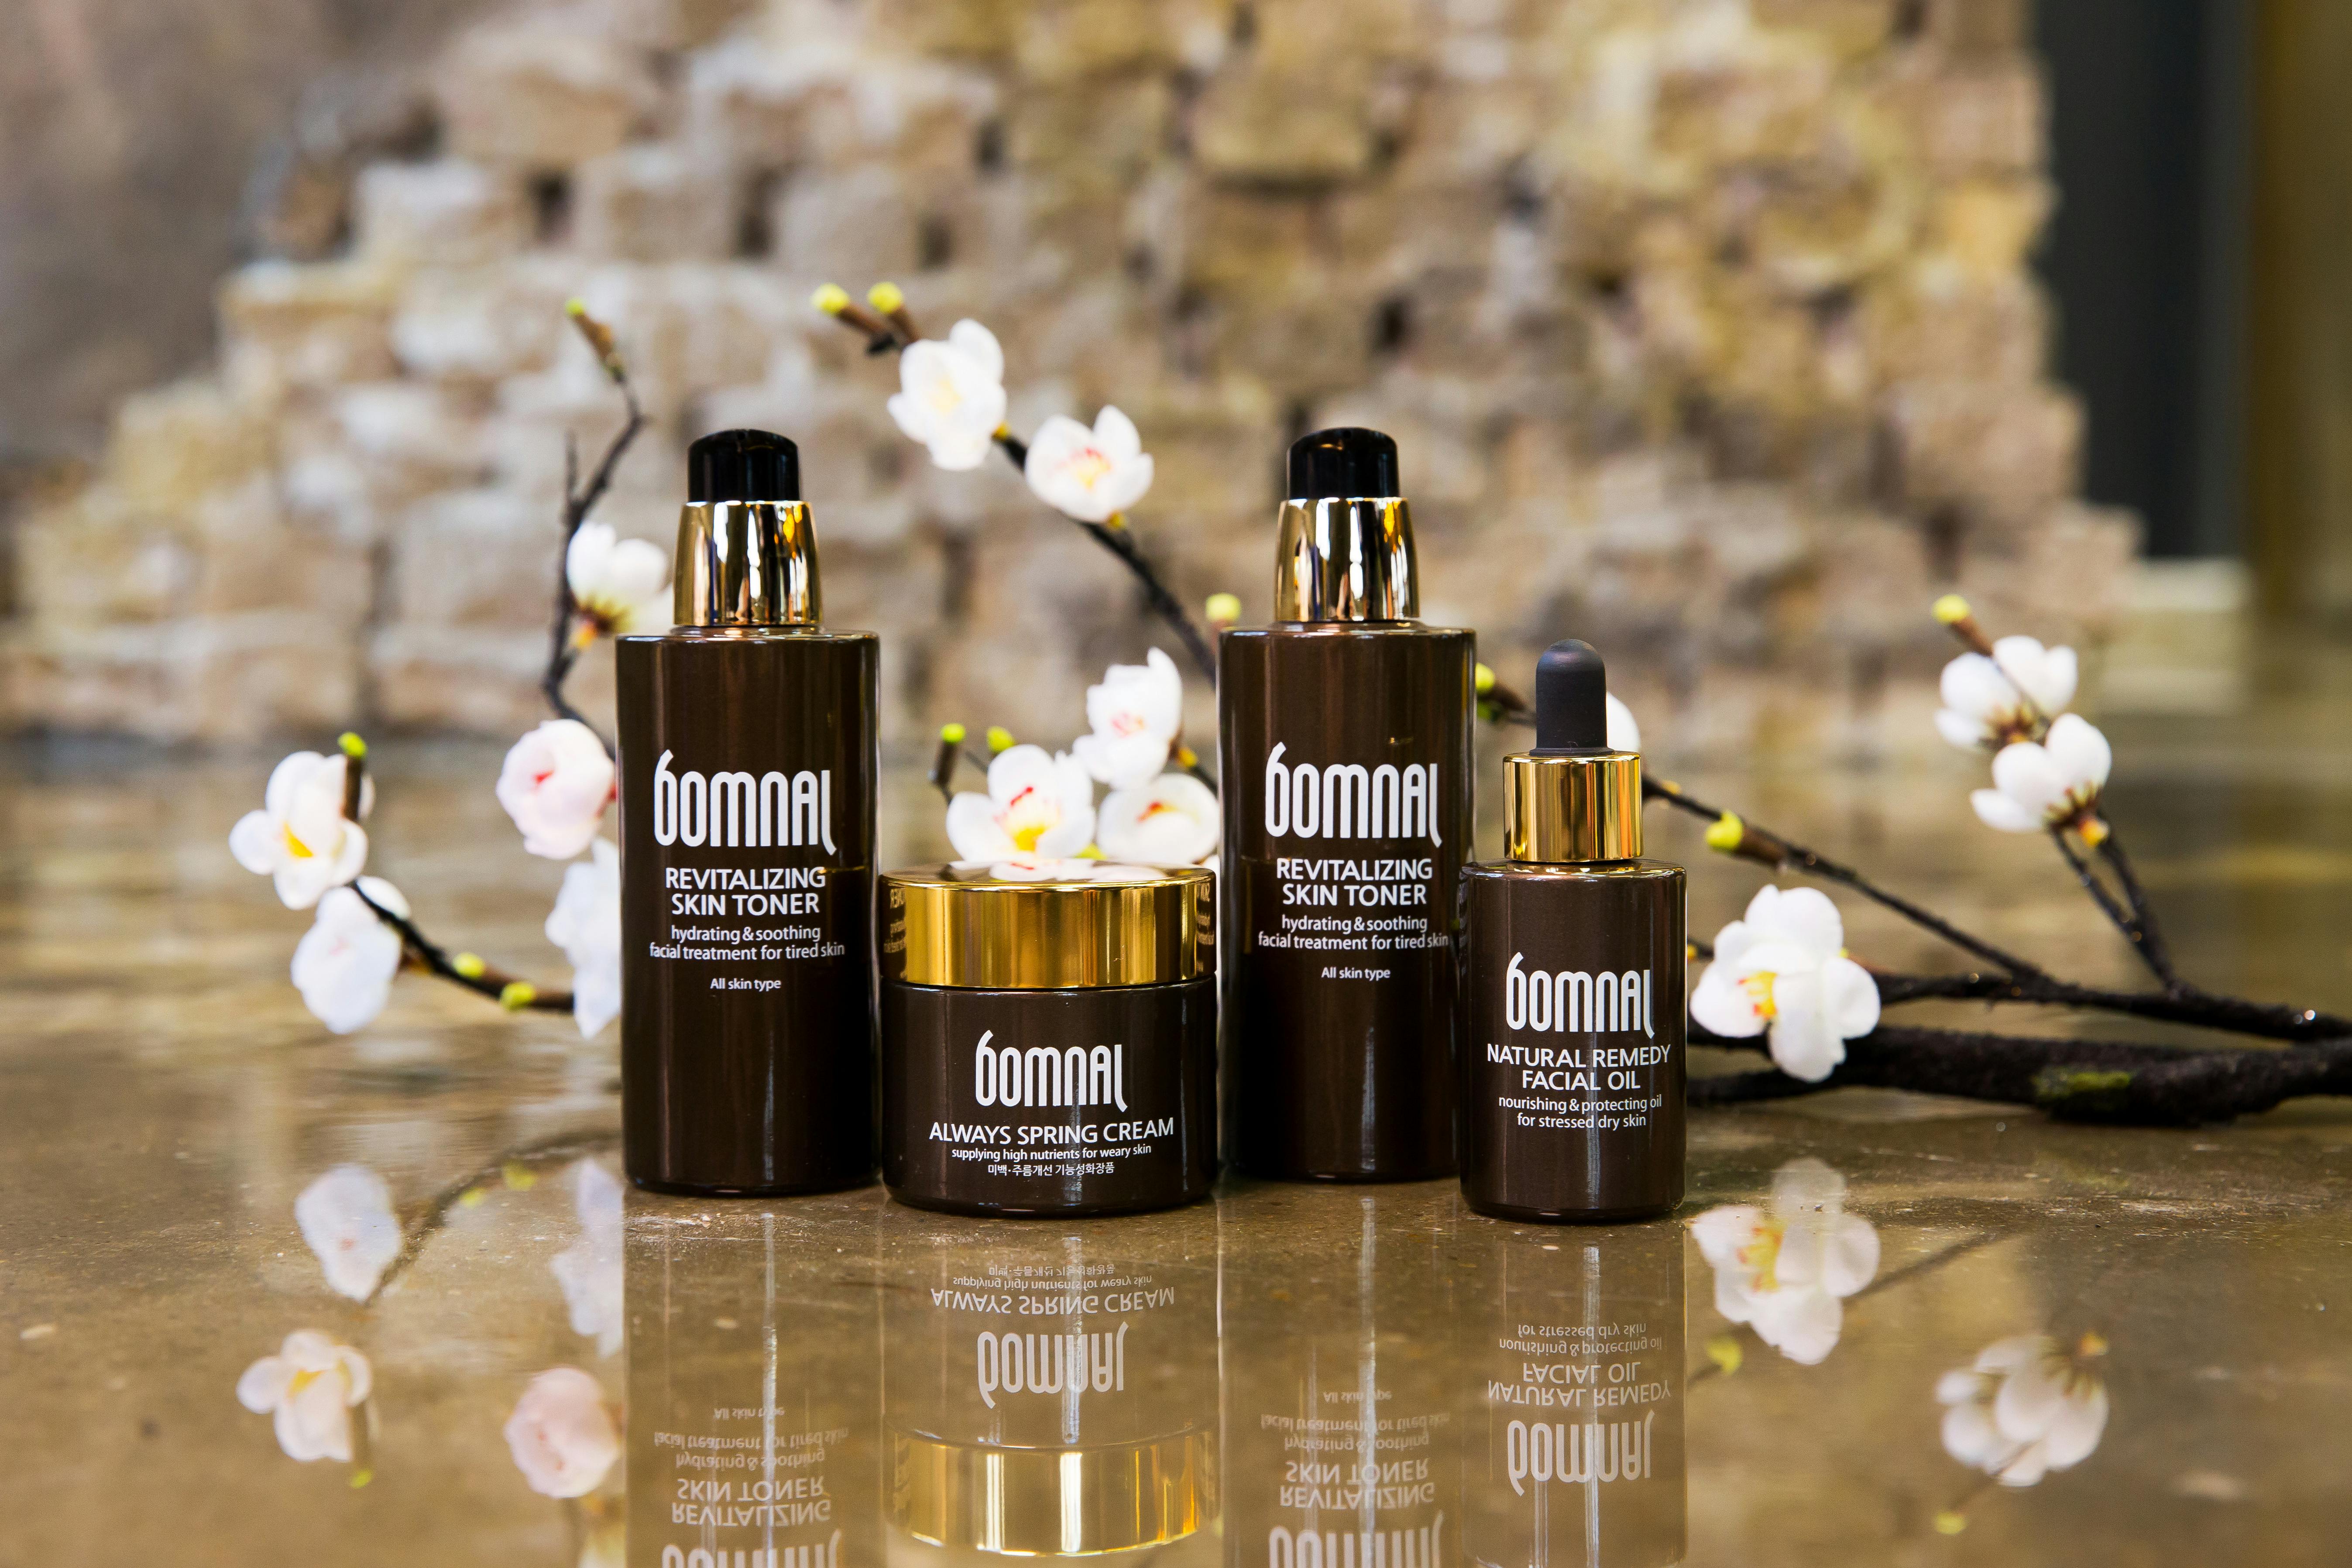 bomnal
REVITALIZING
SKIN TONER
hydrating & soothing
facial treatment for tired skin
All skin type
bomnal
ALWAYS SPRING CREAM
supplying high nutrients for weary skin
미백·주름개선 기능성화장품
bomnal
REVITALIZING
SKIN TONER
hydrating & soothing
facial treatment for tired skin
All skin type
bomnal
NATURAL REMEDY
FACIAL OIL
nourishing & protecting oil
for stressed dry skin